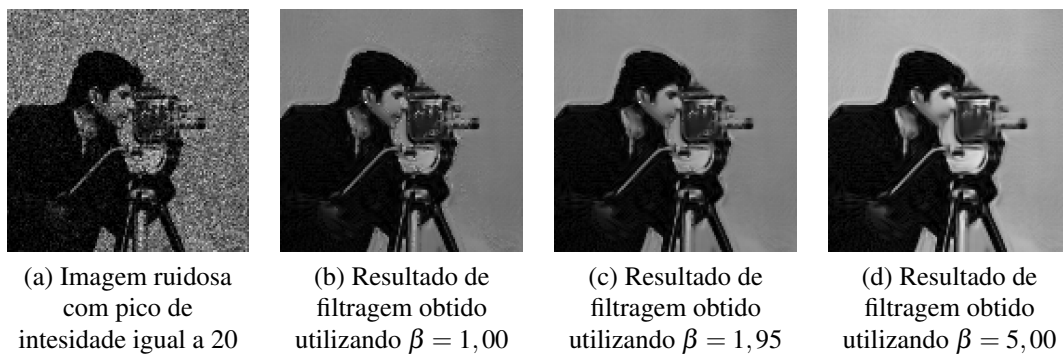 (a) Imagem ruidosa
com pico de
intesidade igual a 20
(b) Resultado de
filtragem obtido
utilizando β = 1,00
(c) Resultado de
filtragem obtido
utilizando β = 1,95
(d) Resultado de
filtragem obtido
utilizando β = 5,00